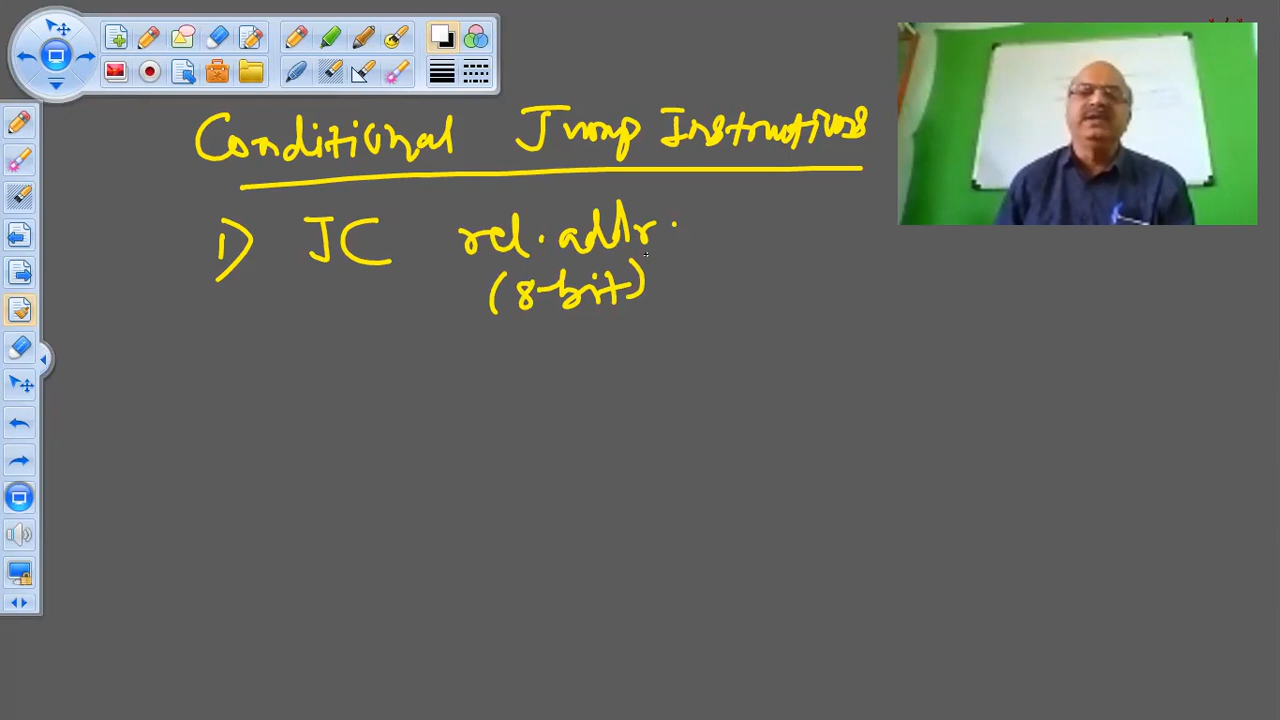 Conditional Jump Instructions
1) JC rel. addr.
(8-bit)